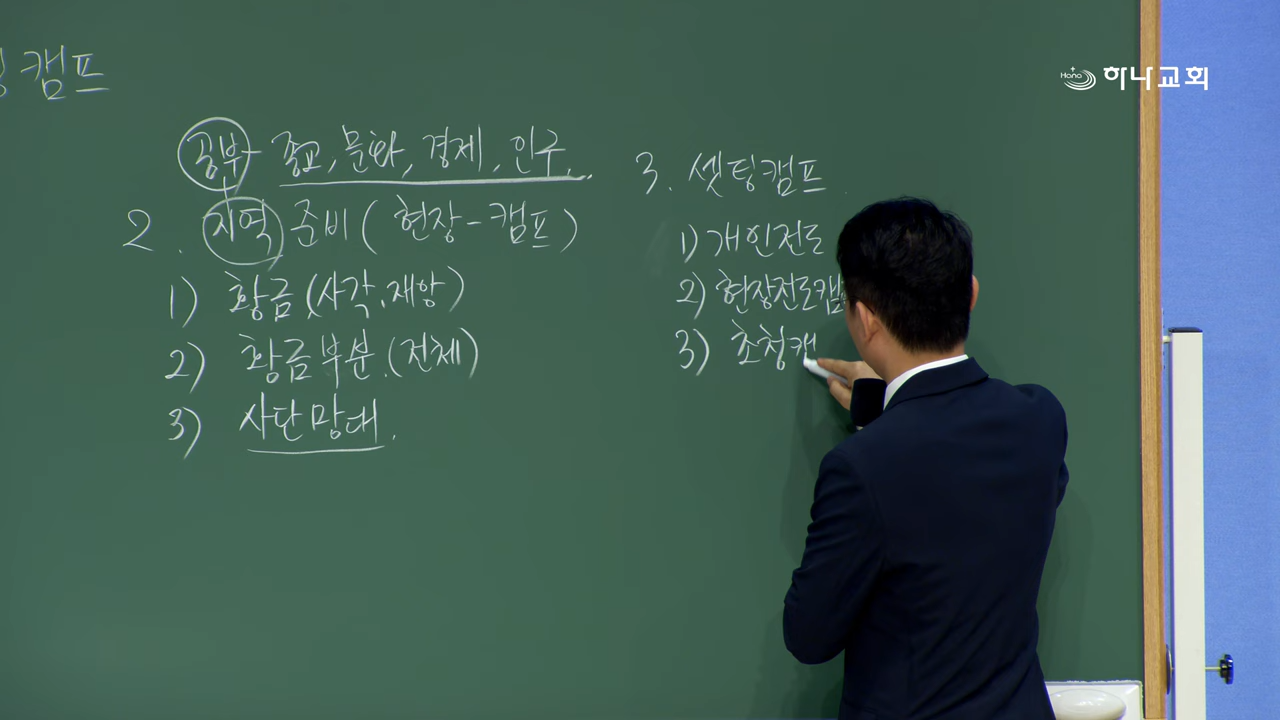 캠프
공부 - 종교, 문화, 경제, 인구...
2. 지역 준비 (현장-캠프)
1) 황금 (사각, 재앙)
2) 황금부분. (전체)
3) 사단망대.
3. 셋팅캠프
1) 개인전도
2) 현장전도캠
3) 초청캐
Hana 하나교회